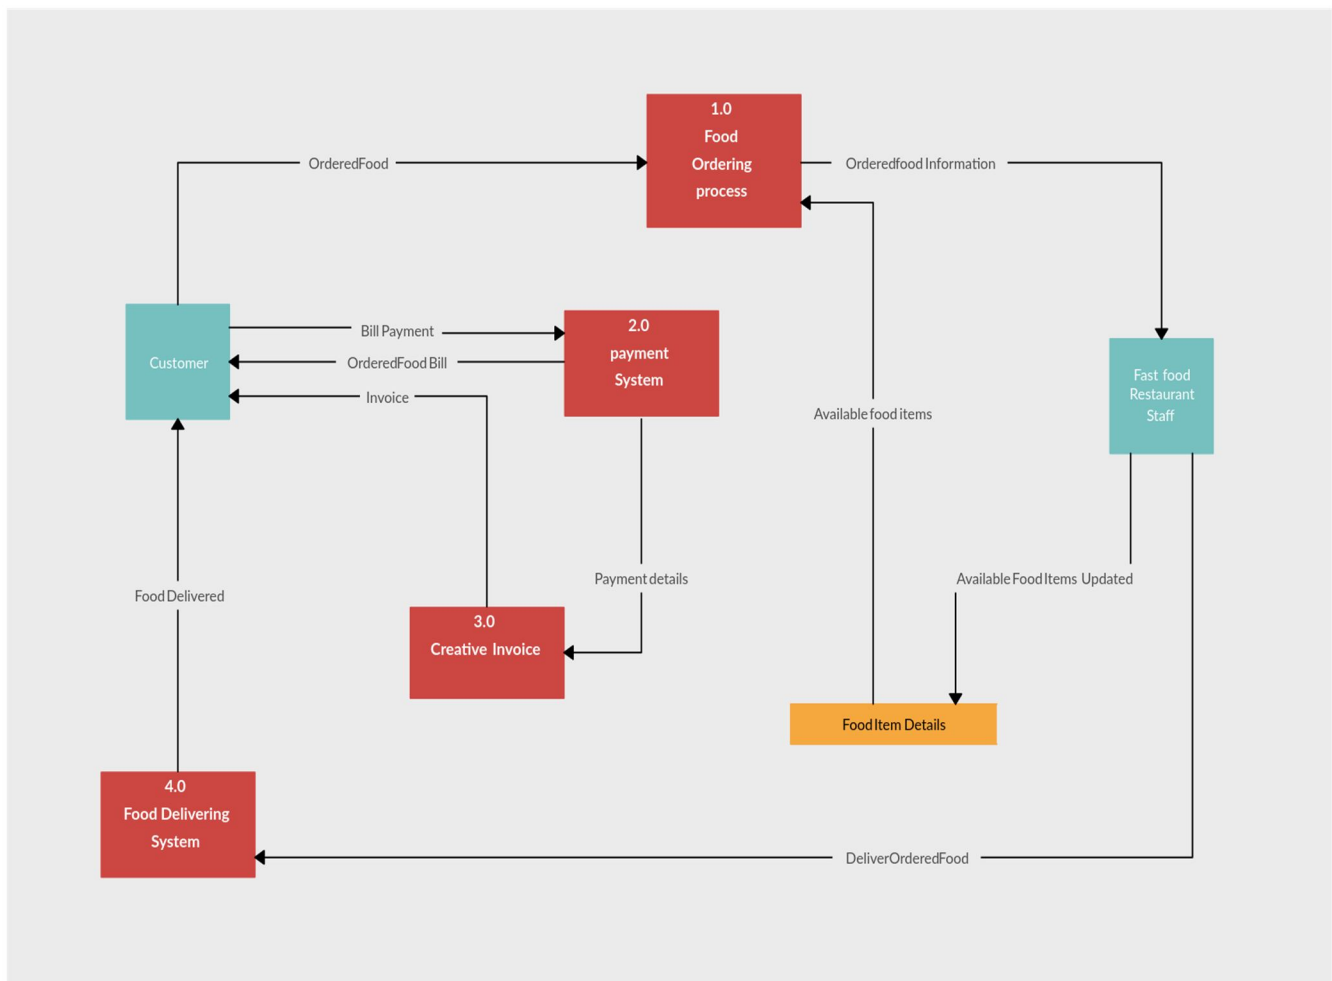 1.0
Food
Ordering
process
OrderedFood
Orderedfood Information
Customer
Bill Payment
OrderedFood Bill
Invoice
2.0
payment
System
Fast food
Restaurant
Staff
Available food items
Payment details
Available Food Items Updated
Food Delivered
3.0
Creative Invoice
Food Item Details
4.0
Food Delivering
System
DeliverOrderedFood